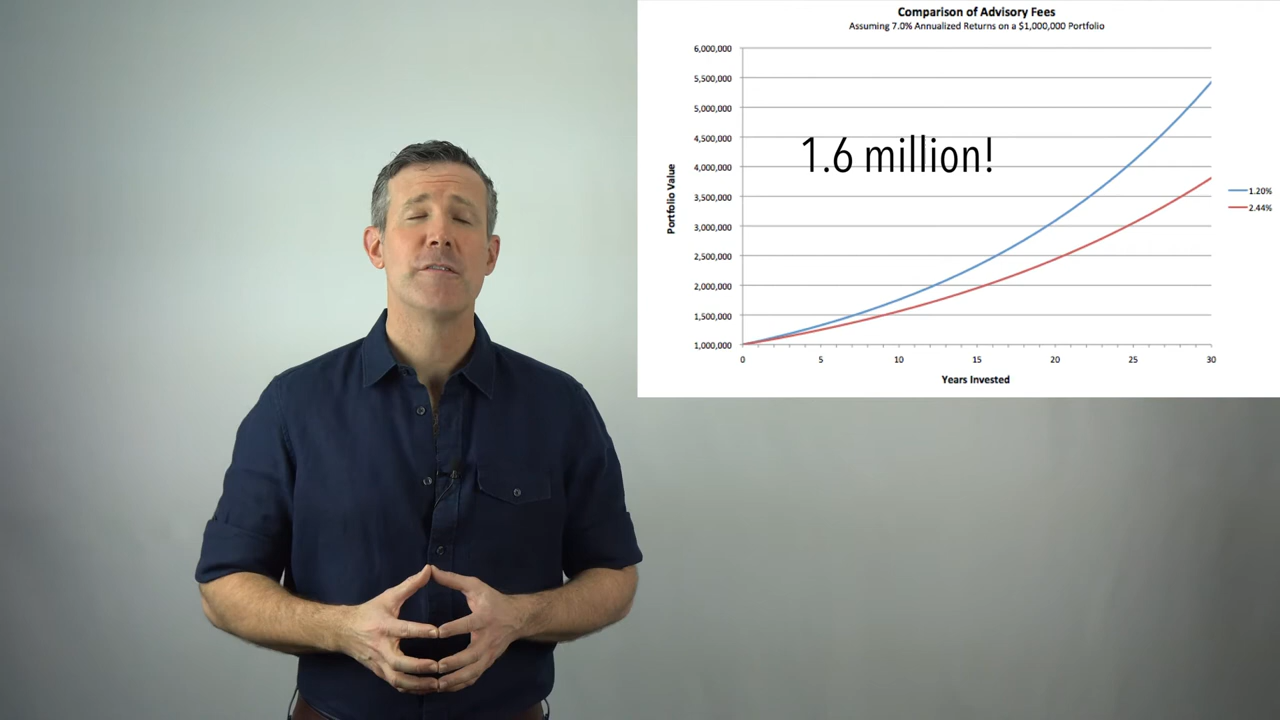 Comparison of Advisory Fees
Assuming 7.0% Annualized Returns on a $1,000,000 Portfolio
6,000,000
5,500,000
5,000,000
4,500,000
4,000,000
3,500,000
3,000,000
2,500,000
2,000,000
1,500,000
1,000,000
Portfolio Value
1.6 million!
1.20%
2.44%
0 5 10 15 20 25 30
Years Invested